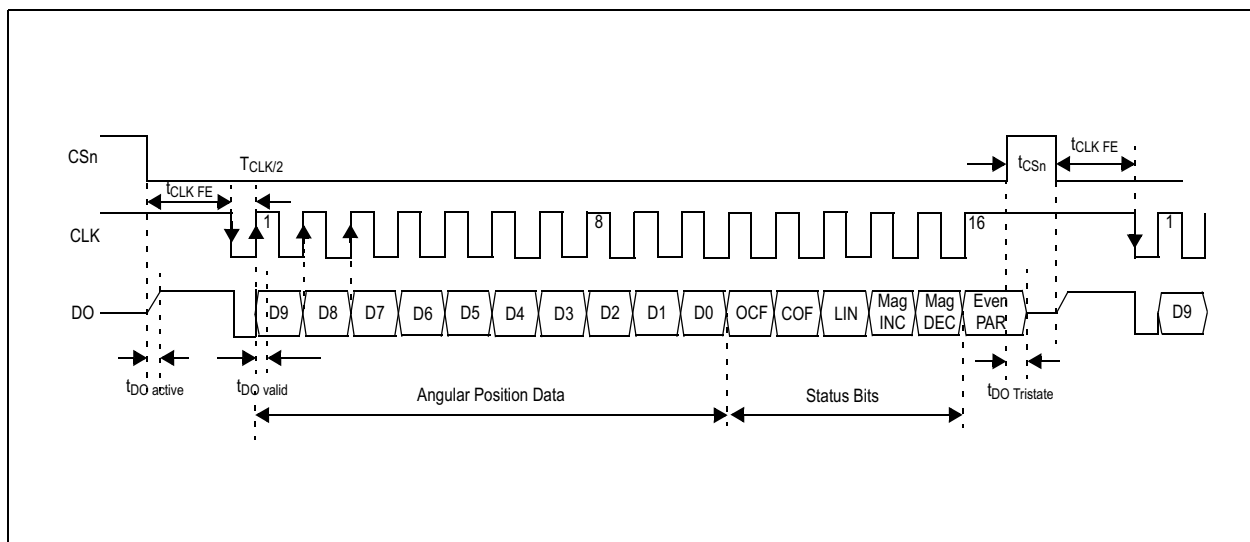 CSn
TCLK/2
tCLK FE
tCSn
tCLK FE
CLK
1
8
16
1
DO
D9
D8
D7
D6
D5
D4
D3
D2
D1
D0
OCF
COF
LIN
Mag
INC
Mag
DEC
Even
PAR
D9
tDO active
tDO valid
Angular Position Data
Status Bits
tDO Tristate